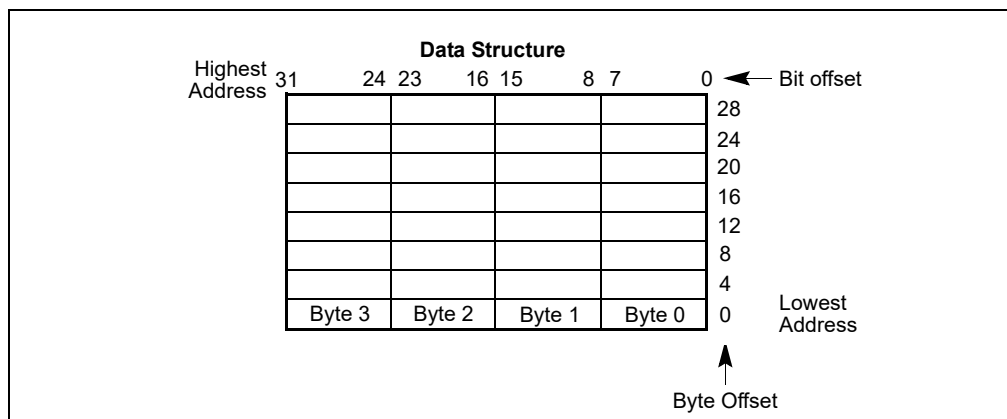 Data Structure
Highest
Address
31 24 23 16 15 8 7 0
Bit offset
28
24
20
16
12
8
4
Byte 3 Byte 2 Byte 1 Byte 0 0
Lowest
Address
Byte Offset